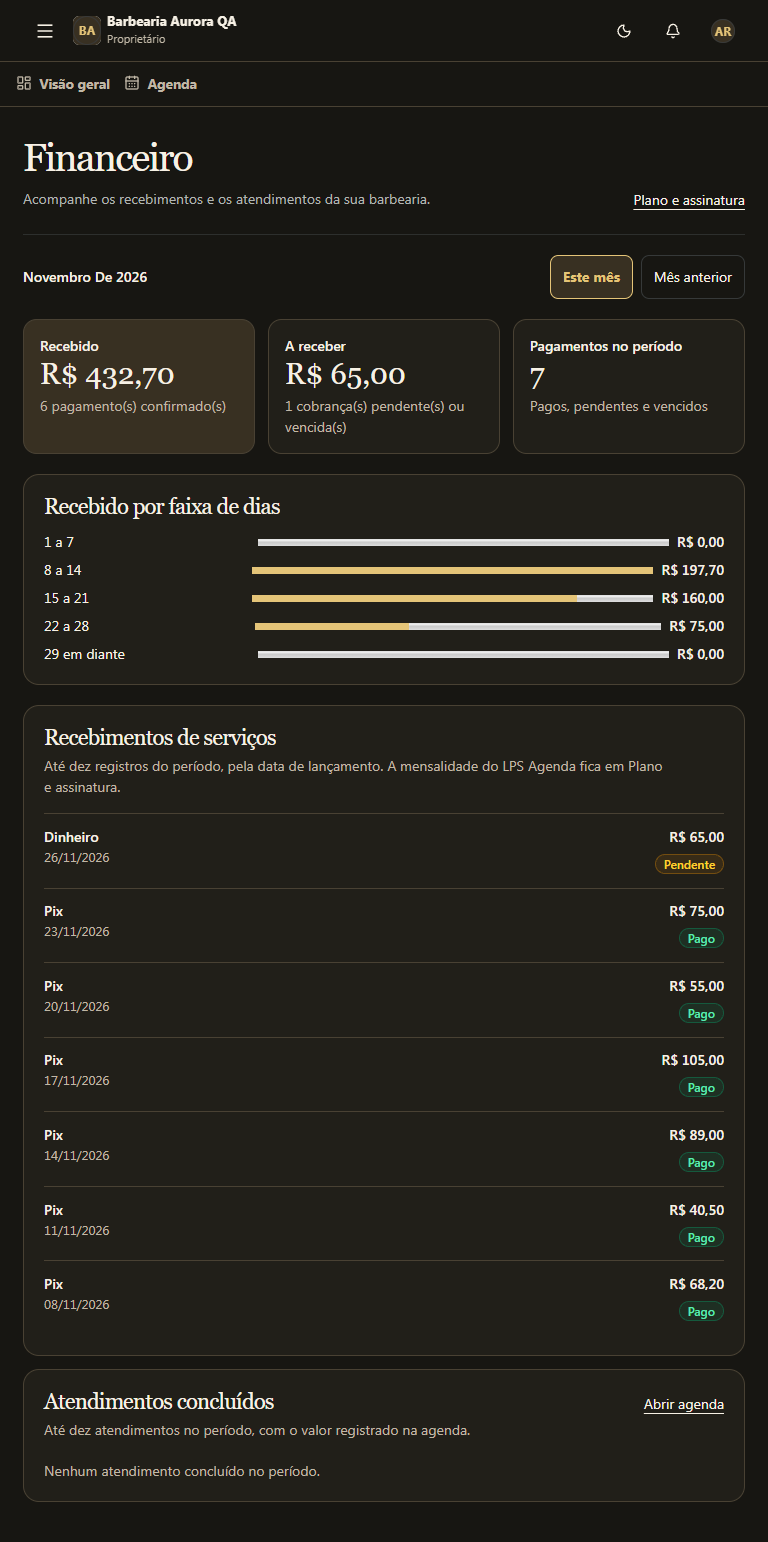 BA
Barbearia Aurora QA
Proprietário
AR
Visão geral
Agenda
Financeiro
Acompanhe os recebimentos e os atendimentos da sua barbearia.
Plano e assinatura
Novembro De 2026
Este mês
Mês anterior
Recebido
R$ 432,70
6 pagamento(s) confirmado(s)
A receber
R$ 65,00
1 cobrança(s) pendente(s) ou
vencida(s)
Pagamentos no período
7
Pagos, pendentes e vencidos
Recebido por faixa de dias
1 a 7 R$ 0,00
8 a 14 R$ 197,70
15 a 21 R$ 160,00
22 a 28 R$ 75,00
29 em diante R$ 0,00
Recebimentos de serviços
Até dez registros do período, pela data de lançamento. A mensalidade do LPS Agenda fica em Plano
e assinatura.
Dinheiro R$ 65,00
26/11/2026 Pendente
Pix R$ 75,00
23/11/2026 Pago
Pix R$ 55,00
20/11/2026 Pago
Pix R$ 105,00
17/11/2026 Pago
Pix R$ 89,00
14/11/2026 Pago
Pix R$ 40,50
11/11/2026 Pago
Pix R$ 68,20
08/11/2026 Pago
Atendimentos concluídos
Abrir agenda
Até dez atendimentos no período, com o valor registrado na agenda.
Nenhum atendimento concluído no período.